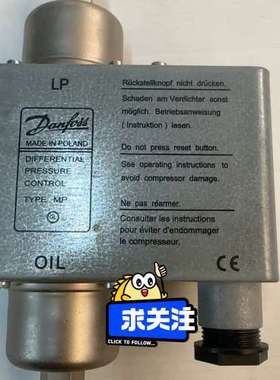 LP
Danfoss
MADE IN POLAND
DIFFERENTIAL
PRESSURE
CONTROL
TYPE MP
OIL
Rückstellknopf nicht drücken.
Schaden am Verdichter sonst
möglich. Betriebsanweisung
(Instruktion) lesen.
Do not press reset button.
See operating instructions to
avoid compressor damage.
Ne pas réarmer.
Consulter les instructions
pour éviter d'endommager
le compresseur.
CE
求关注
CLICK TO FOLLOW...